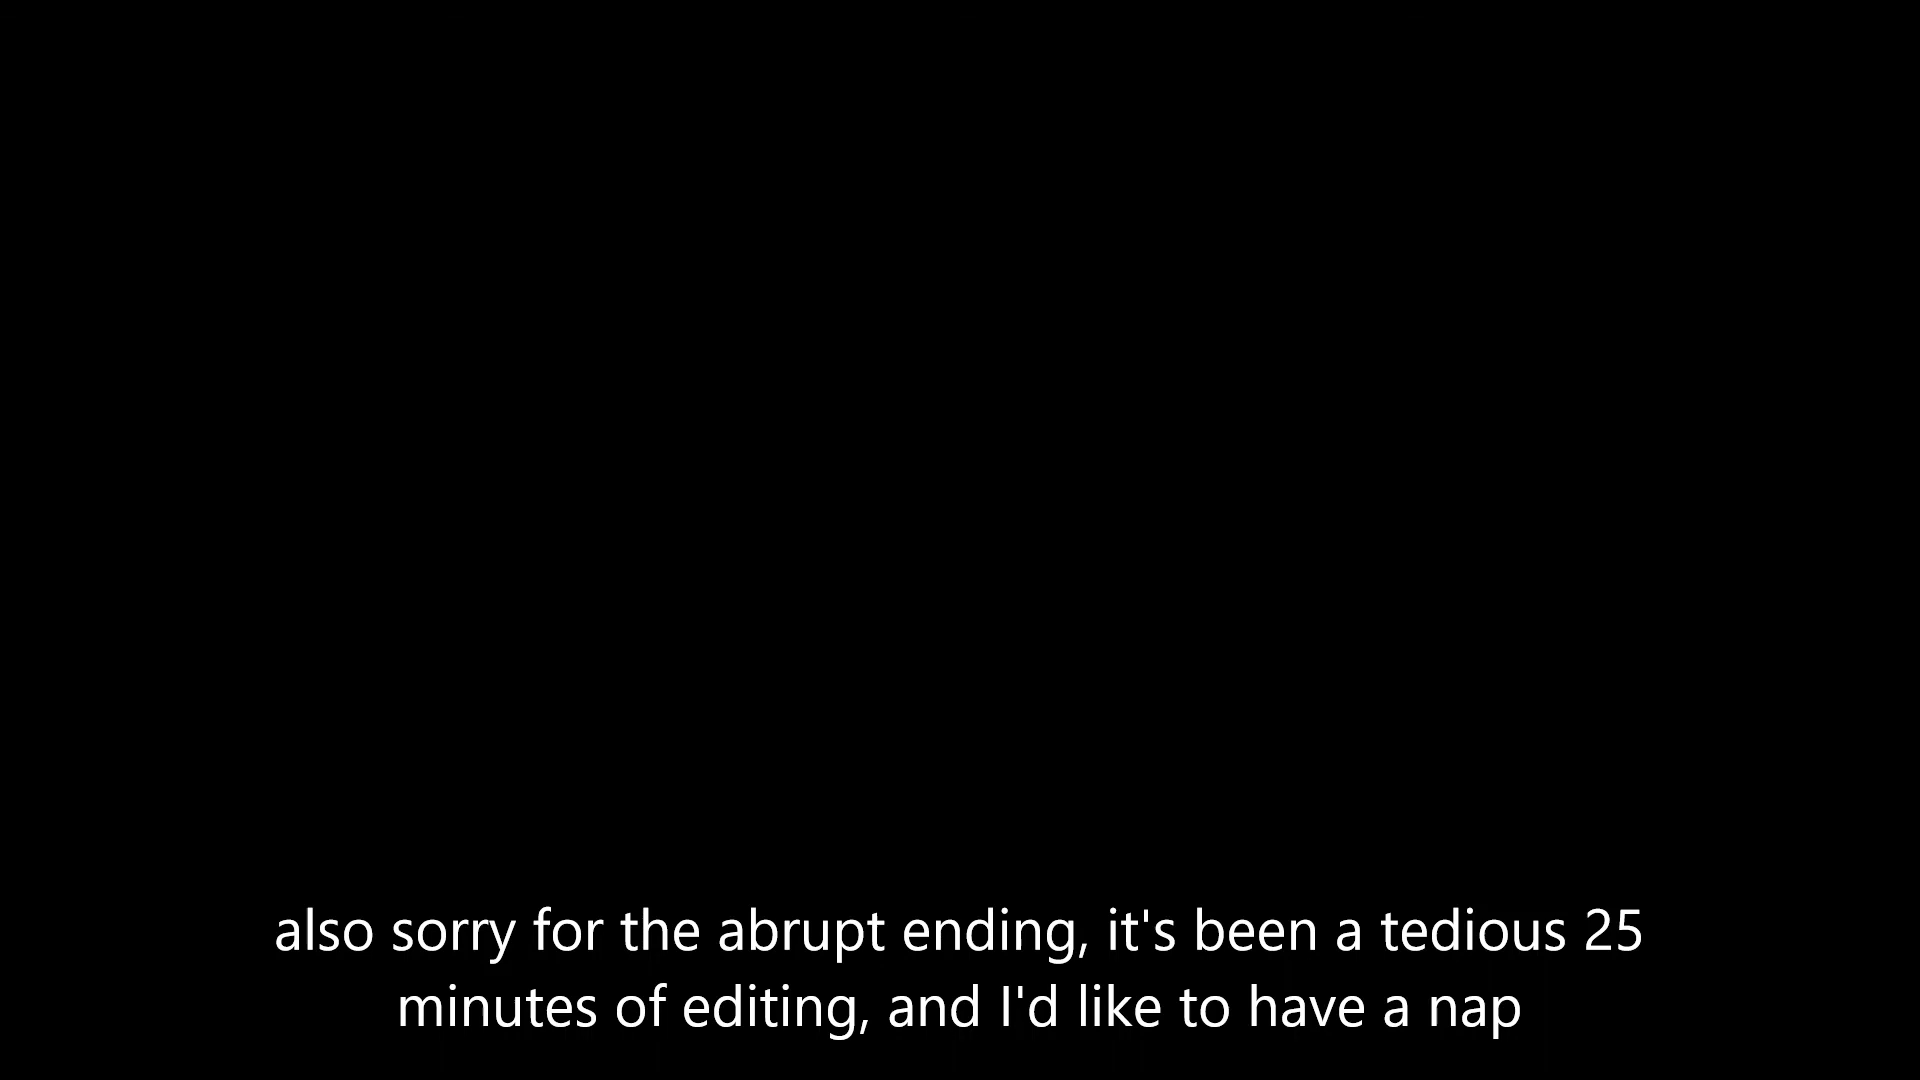 also sorry for the abrupt ending, it's been a tedious 25
minutes of editing, and I'd like to have a nap